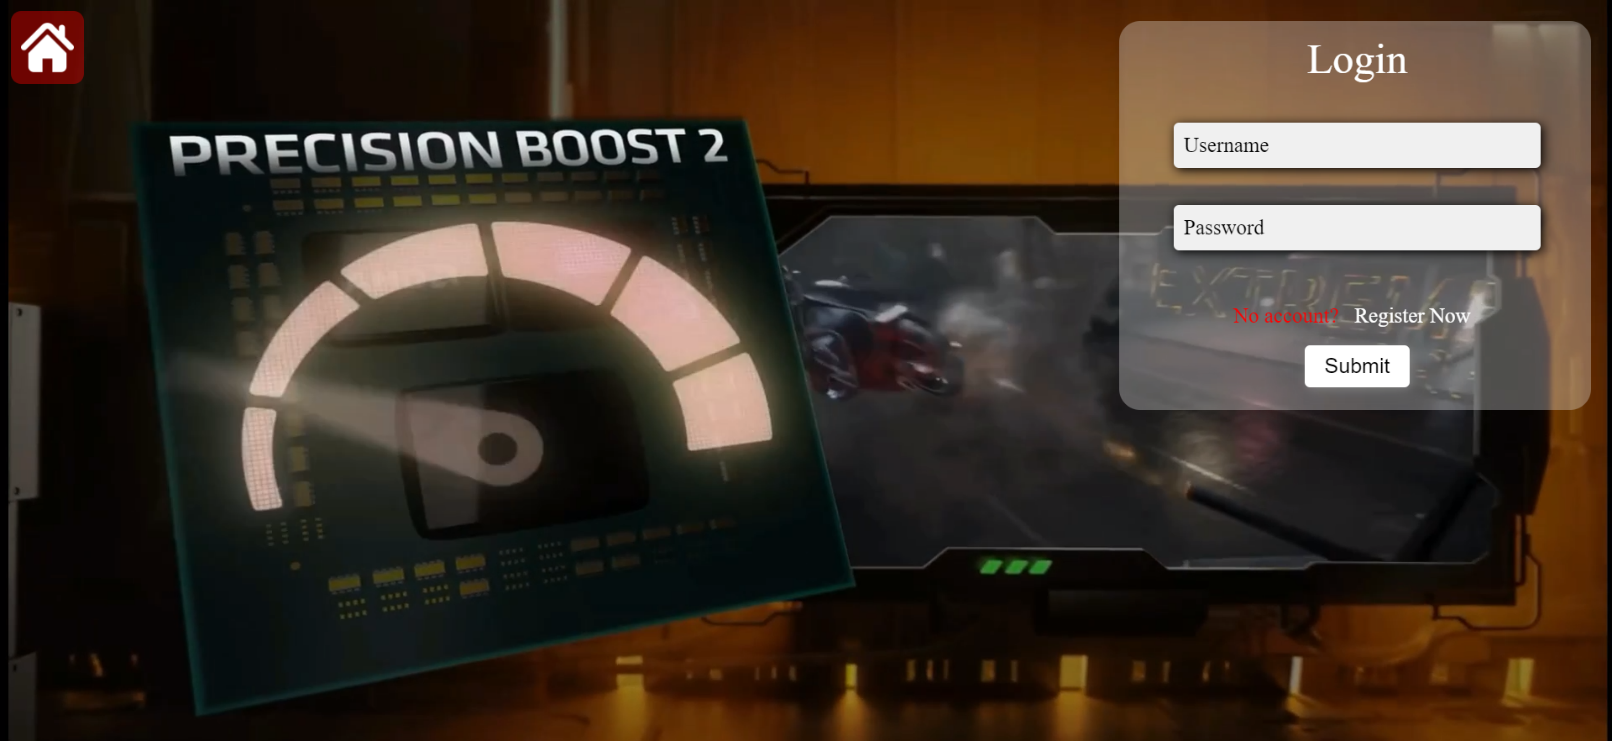 Login
PRECISION BOOST 2
Username
Password
No account? Register Now
Submit